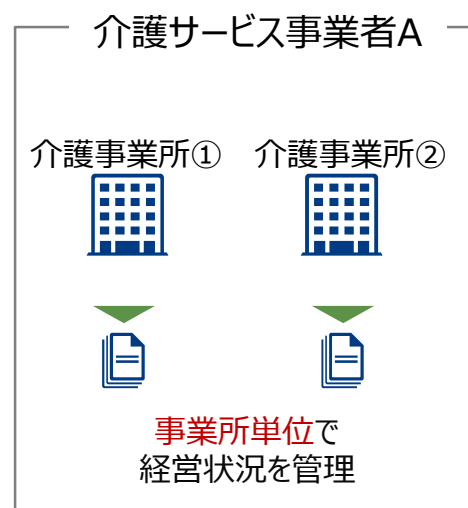 介護サービス事業者A
介護事業所① 介護事業所②
事業所単位で
経営状況を管理